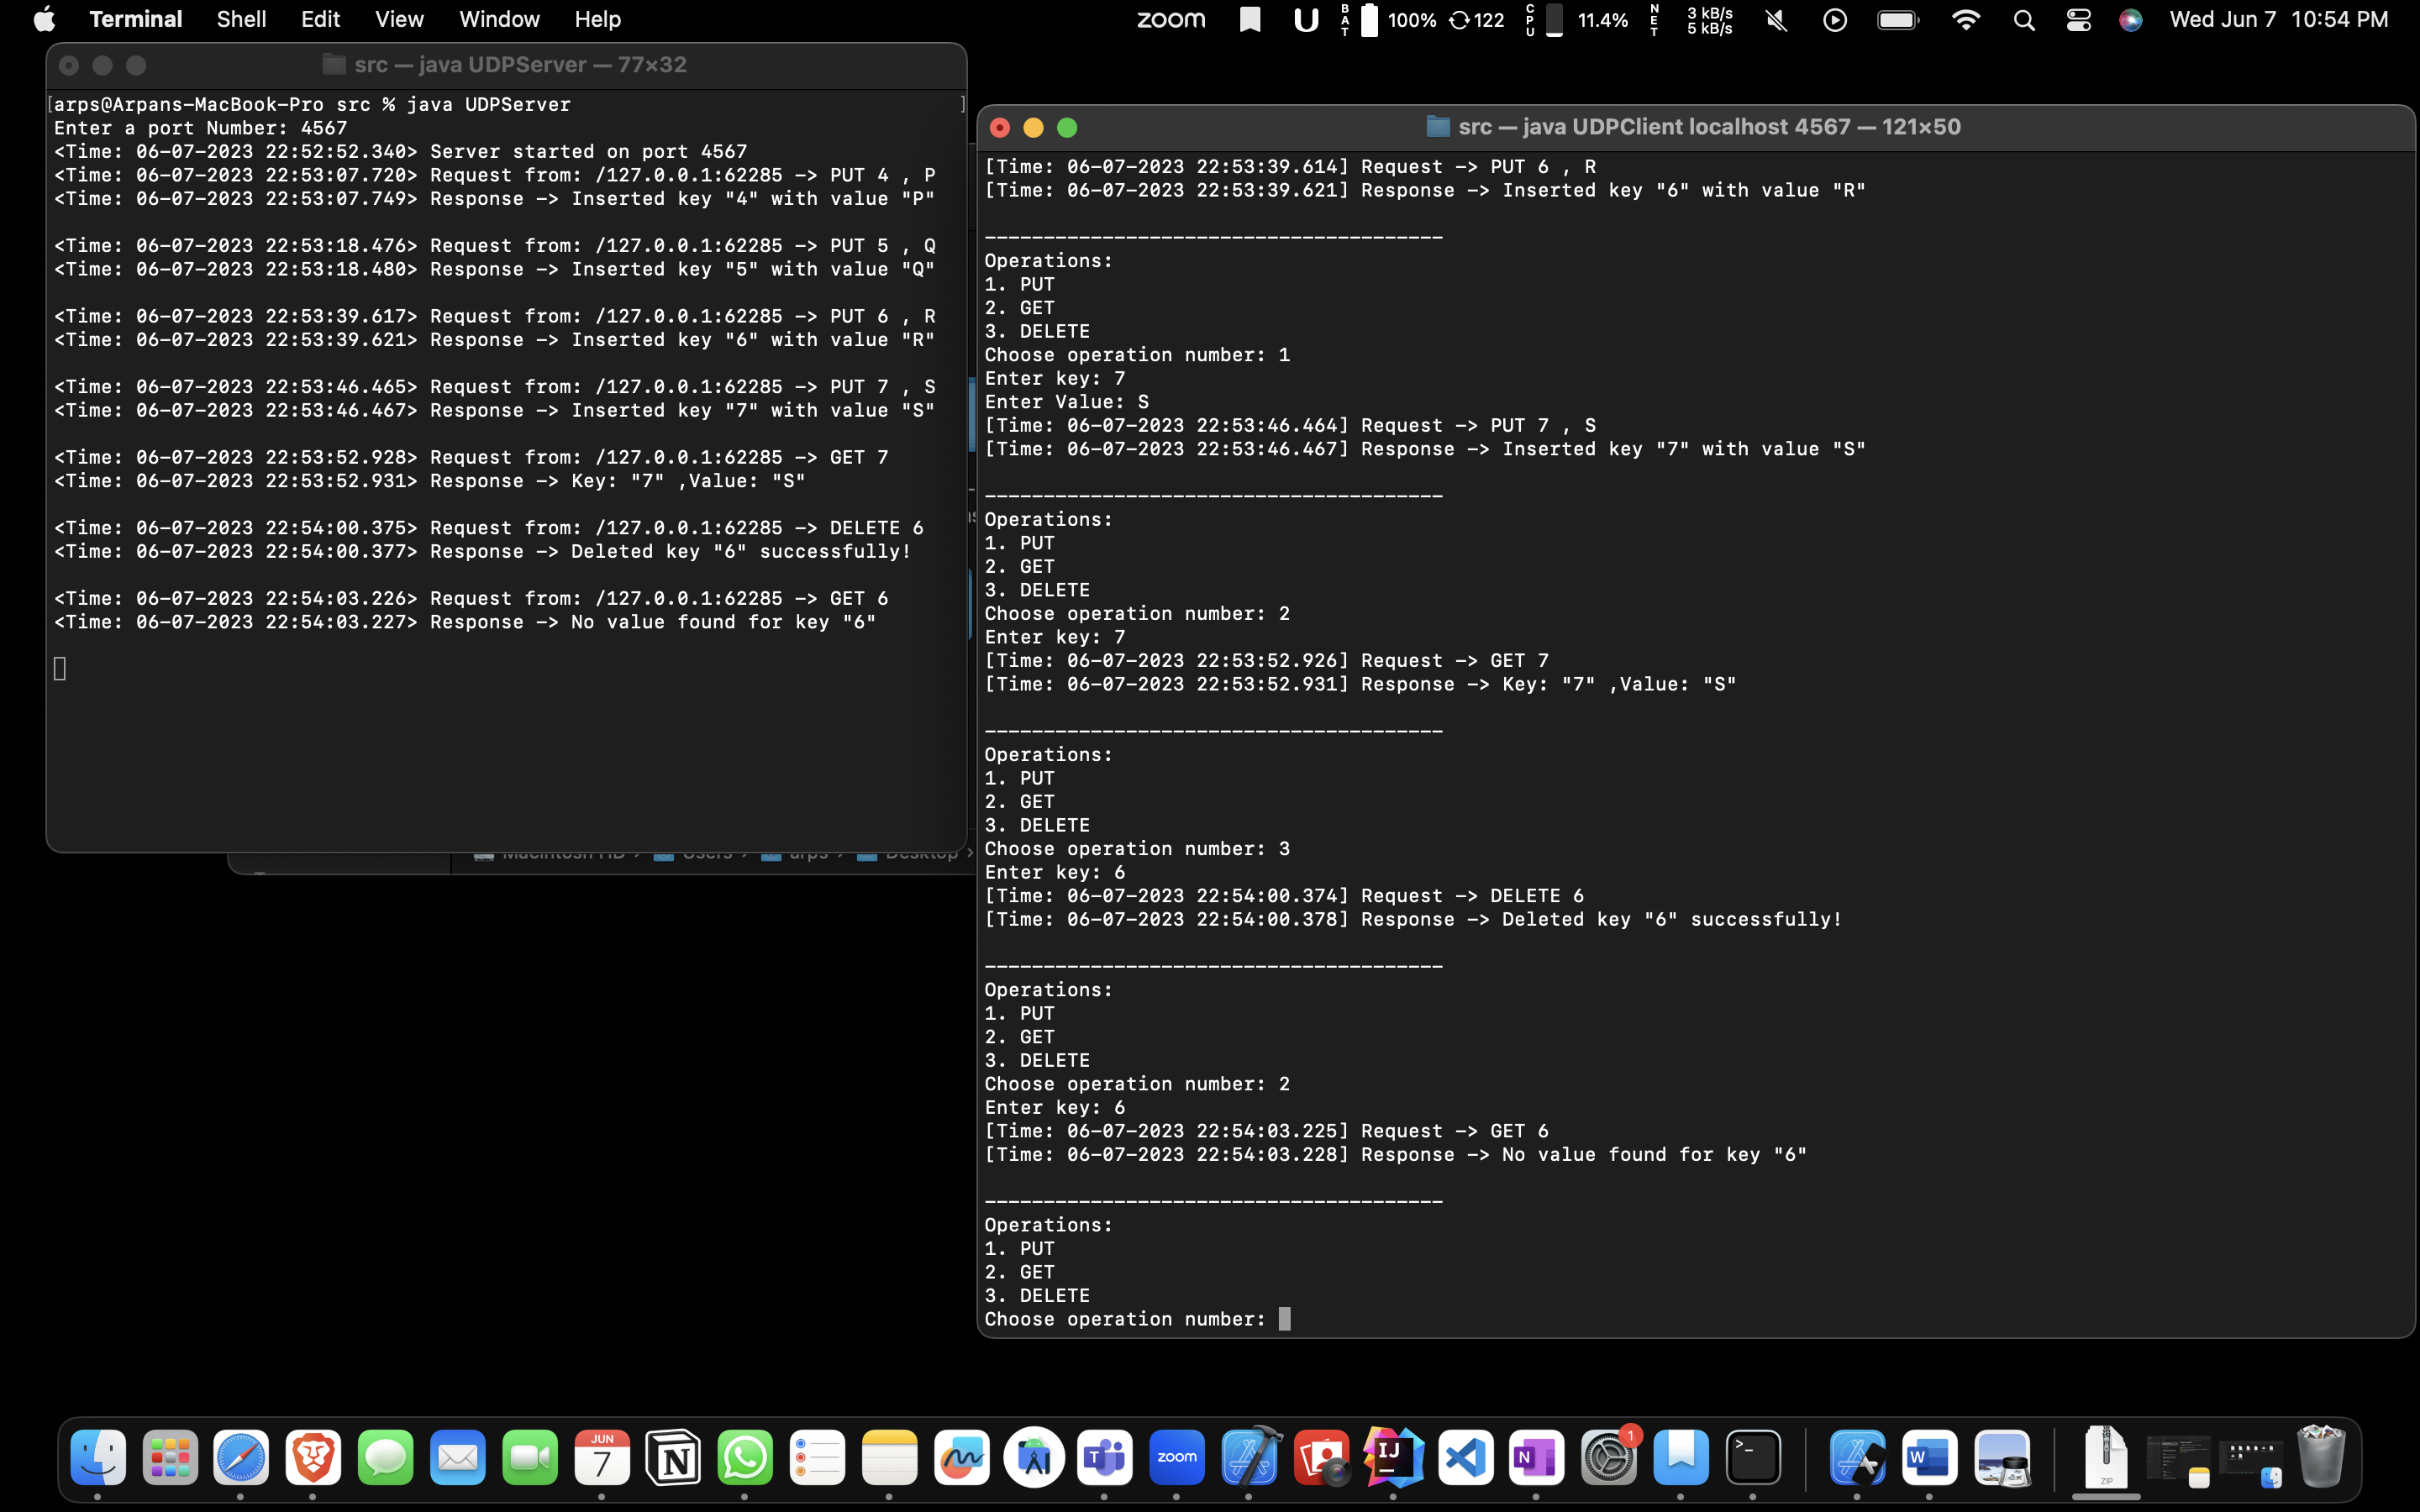 Terminal Shell Edit View Window Help zoom BAT 100% 122 CPU 11.4% NET 3 kB/s 5 kB/s Wed Jun 7 10:54 PM
src — java UDPServer — 77×32
[arps@Arpans-MacBook-Pro src % java UDPServer ]
Enter a port Number: 4567
<Time: 06-07-2023 22:52:52.340> Server started on port 4567
<Time: 06-07-2023 22:53:07.720> Request from: /127.0.0.1:62285 -> PUT 4 , P
<Time: 06-07-2023 22:53:07.749> Response -> Inserted key "4" with value "P"
<Time: 06-07-2023 22:53:18.476> Request from: /127.0.0.1:62285 -> PUT 5 , Q
<Time: 06-07-2023 22:53:18.480> Response -> Inserted key "5" with value "Q"
<Time: 06-07-2023 22:53:39.617> Request from: /127.0.0.1:62285 -> PUT 6 , R
<Time: 06-07-2023 22:53:39.621> Response -> Inserted key "6" with value "R"
<Time: 06-07-2023 22:53:46.465> Request from: /127.0.0.1:62285 -> PUT 7 , S
<Time: 06-07-2023 22:53:46.467> Response -> Inserted key "7" with value "S"
<Time: 06-07-2023 22:53:52.928> Request from: /127.0.0.1:62285 -> GET 7
<Time: 06-07-2023 22:53:52.931> Response -> Key: "7" ,Value: "S"
<Time: 06-07-2023 22:54:00.375> Request from: /127.0.0.1:62285 -> DELETE 6
<Time: 06-07-2023 22:54:00.377> Response -> Deleted key "6" successfully!
<Time: 06-07-2023 22:54:03.226> Request from: /127.0.0.1:62285 -> GET 6
<Time: 06-07-2023 22:54:03.227> Response -> No value found for key "6"
Macintosh HD › Users › arps › Desktop ›
src — java UDPClient localhost 4567 — 121×50
[Time: 06-07-2023 22:53:39.614] Request -> PUT 6 , R
[Time: 06-07-2023 22:53:39.621] Response -> Inserted key "6" with value "R"
---------------------------------------
Operations:
1. PUT
2. GET
3. DELETE
Choose operation number: 1
Enter key: 7
Enter Value: S
[Time: 06-07-2023 22:53:46.464] Request -> PUT 7 , S
[Time: 06-07-2023 22:53:46.467] Response -> Inserted key "7" with value "S"
---------------------------------------
Operations:
1. PUT
2. GET
3. DELETE
Choose operation number: 2
Enter key: 7
[Time: 06-07-2023 22:53:52.926] Request -> GET 7
[Time: 06-07-2023 22:53:52.931] Response -> Key: "7" ,Value: "S"
---------------------------------------
Operations:
1. PUT
2. GET
3. DELETE
Choose operation number: 3
Enter key: 6
[Time: 06-07-2023 22:54:00.374] Request -> DELETE 6
[Time: 06-07-2023 22:54:00.378] Response -> Deleted key "6" successfully!
---------------------------------------
Operations:
1. PUT
2. GET
3. DELETE
Choose operation number: 2
Enter key: 6
[Time: 06-07-2023 22:54:03.225] Request -> GET 6
[Time: 06-07-2023 22:54:03.228] Response -> No value found for key "6"
---------------------------------------
Operations:
1. PUT
2. GET
3. DELETE
Choose operation number:
JUN 7 zoom IJ N W 1 >_ ZIP